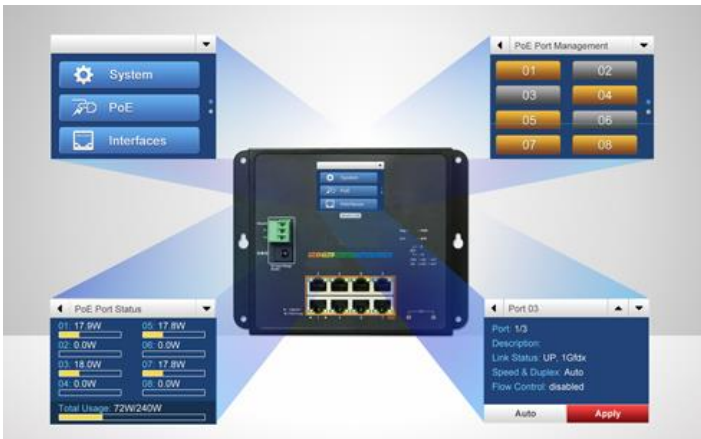 System
PoE
Interfaces
PoE Port Management
01 02
03 04
05 06
07 08
System
PoE
Interfaces
PoE Port Status
01: 17.9W 05: 17.8W
02: 0.0W 06: 0.0W
03: 18.0W 07: 17.8W
04: 0.0W 08: 0.0W
Total Usage: 72W/240W
Port 03
Port: 1/3
Description:
Link Status: UP, 1Gfdx
Speed & Duplex: Auto
Flow Control: disabled
Auto Apply